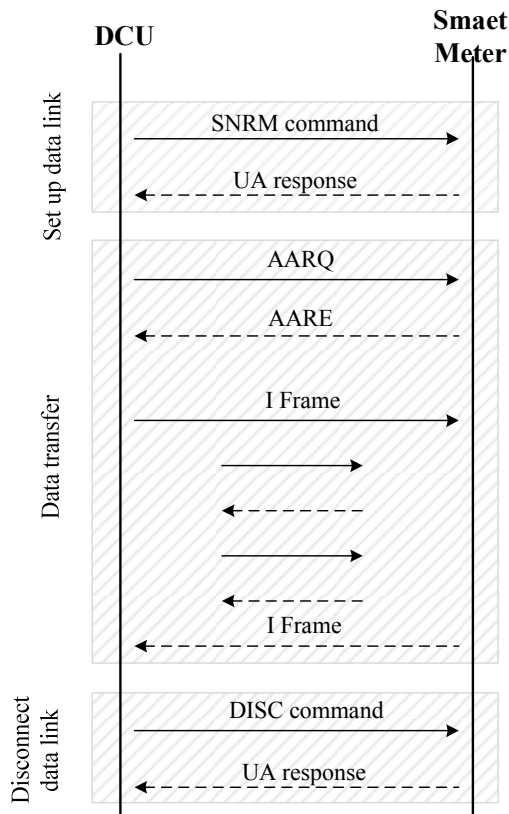 DCU
Smaet
Meter
Set up data link
SNRM command
UA response
Data transfer
AARQ
AARE
I Frame
I Frame
Disconnect
data link
DISC command
UA response